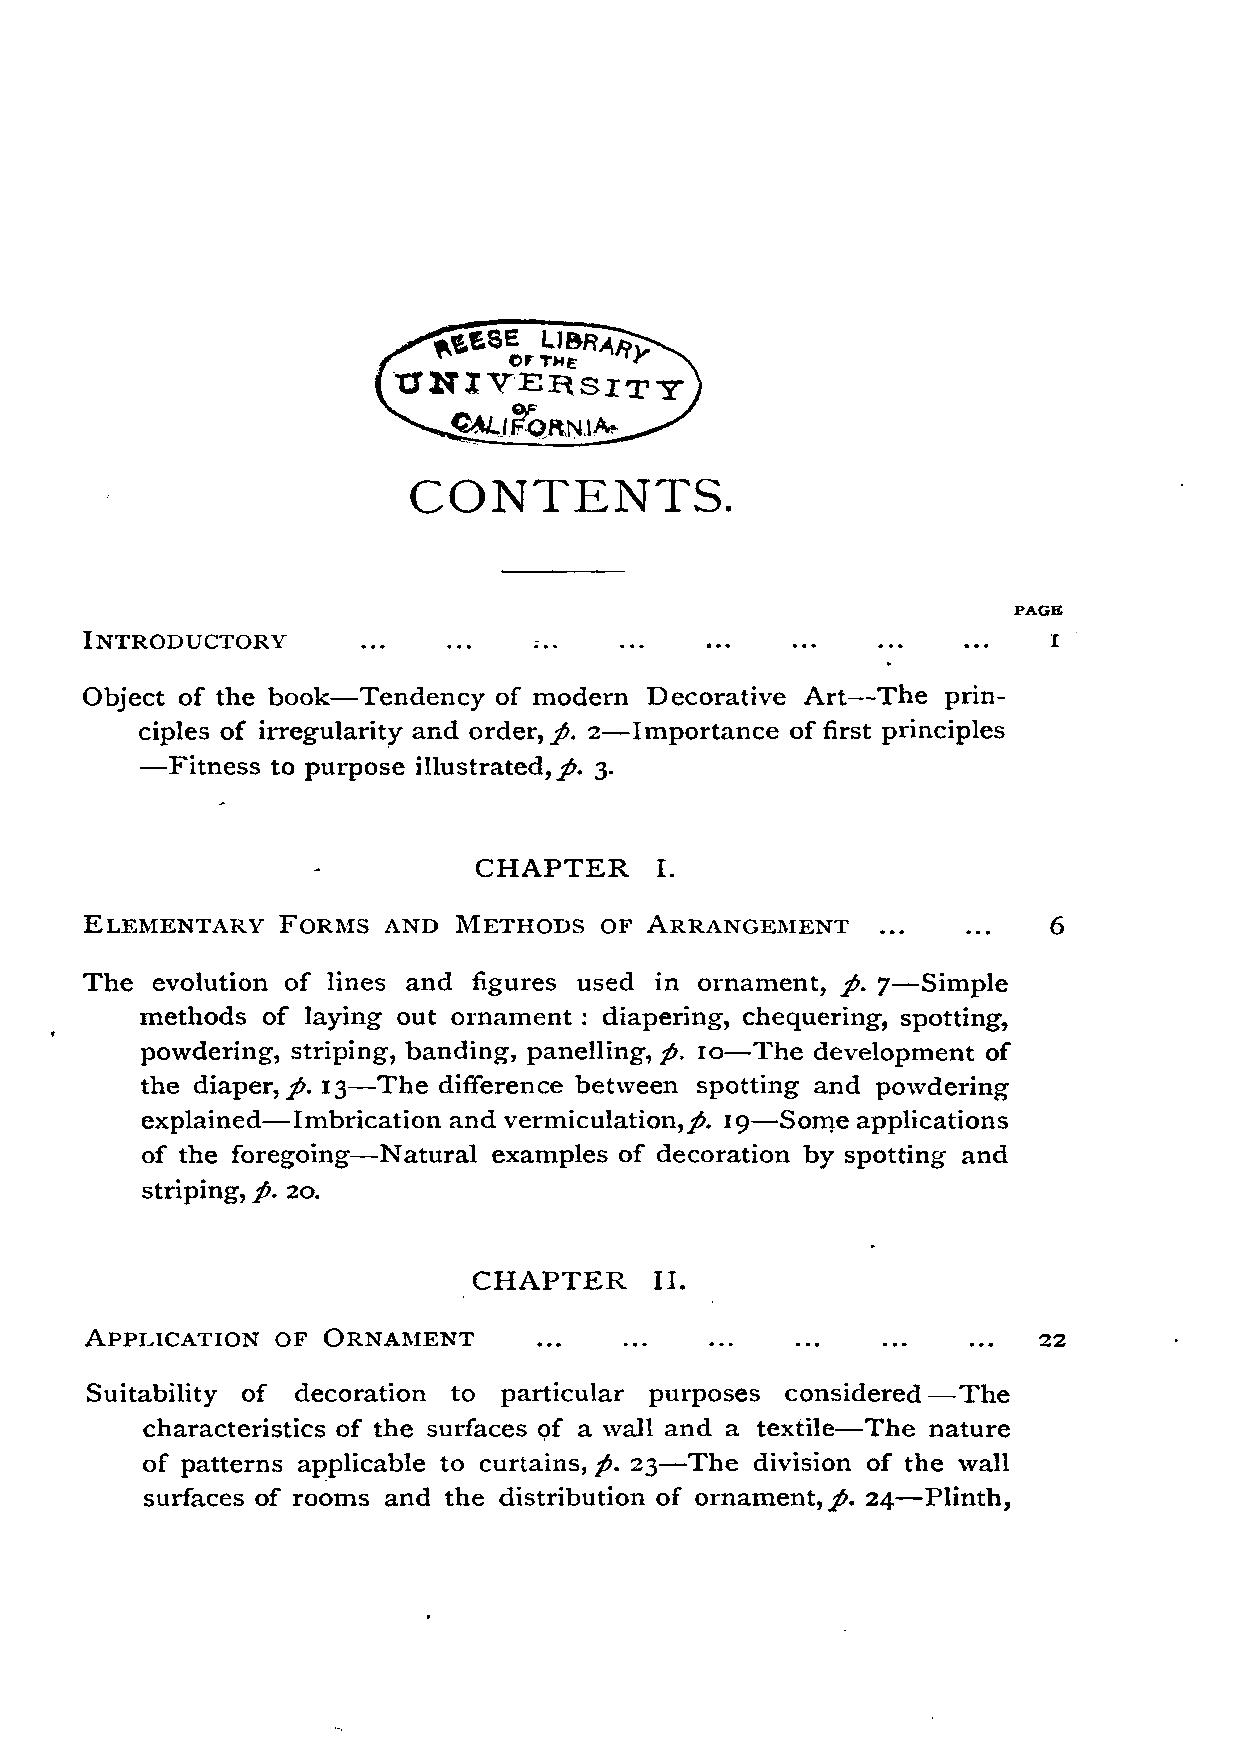 REESE LIBRARY
OF THE
UNIVERSITY
OF
CALIFORNIA.
CONTENTS.
PAGE
INTRODUCTORY ... ... ... ... ... ... ... ... 1
Object of the book—Tendency of modern Decorative Art—The prin-
ciples of irregularity and order, p. 2—Importance of first principles
—Fitness to purpose illustrated, p. 3.
CHAPTER I.
ELEMENTARY FORMS AND METHODS OF ARRANGEMENT ... ... 6
The evolution of lines and figures used in ornament, p. 7—Simple
methods of laying out ornament : diapering, chequering, spotting,
powdering, striping, banding, panelling, p. 10—The development of
the diaper, p. 13—The difference between spotting and powdering
explained—Imbrication and vermiculation, p. 19—Some applications
of the foregoing—Natural examples of decoration by spotting and
striping, p. 20.
CHAPTER II.
APPLICATION OF ORNAMENT ... ... ... ... ... ... 22
Suitability of decoration to particular purposes considered—The
characteristics of the surfaces of a wall and a textile—The nature
of patterns applicable to curtains, p. 23—The division of the wall
surfaces of rooms and the distribution of ornament, p. 24—Plinth,